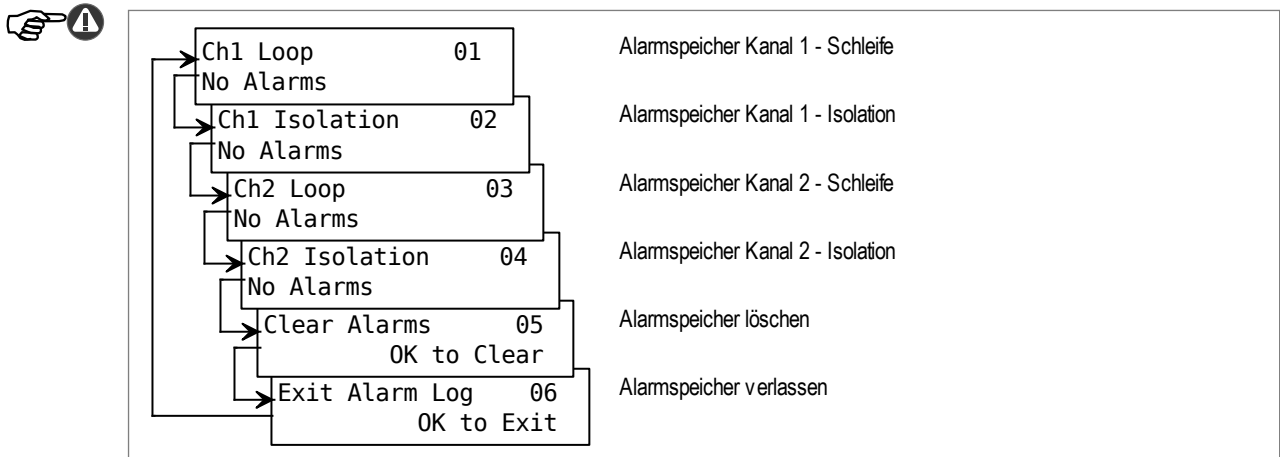 Ch1 Loop 01 Alarmspeicher Kanal 1 - Schleife
No Alarms
Ch1 Isolation 02 Alarmspeicher Kanal 1 - Isolation
No Alarms
Ch2 Loop 03 Alarmspeicher Kanal 2 - Schleife
No Alarms
Ch2 Isolation 04 Alarmspeicher Kanal 2 - Isolation
No Alarms
Clear Alarms 05 Alarmspeicher löschen
OK to Clear
Exit Alarm Log 06 Alarmspeicher verlassen
OK to Exit